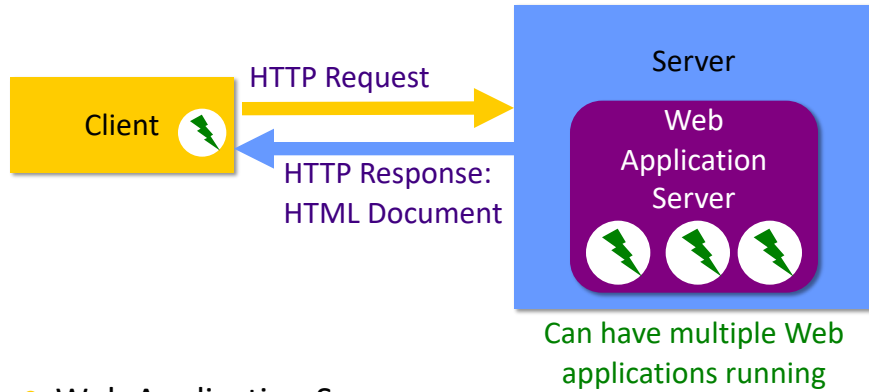 Server
HTTP Request
Client
Web
Application
Server
HTTP Response:
HTML Document
Can have multiple Web
applications running